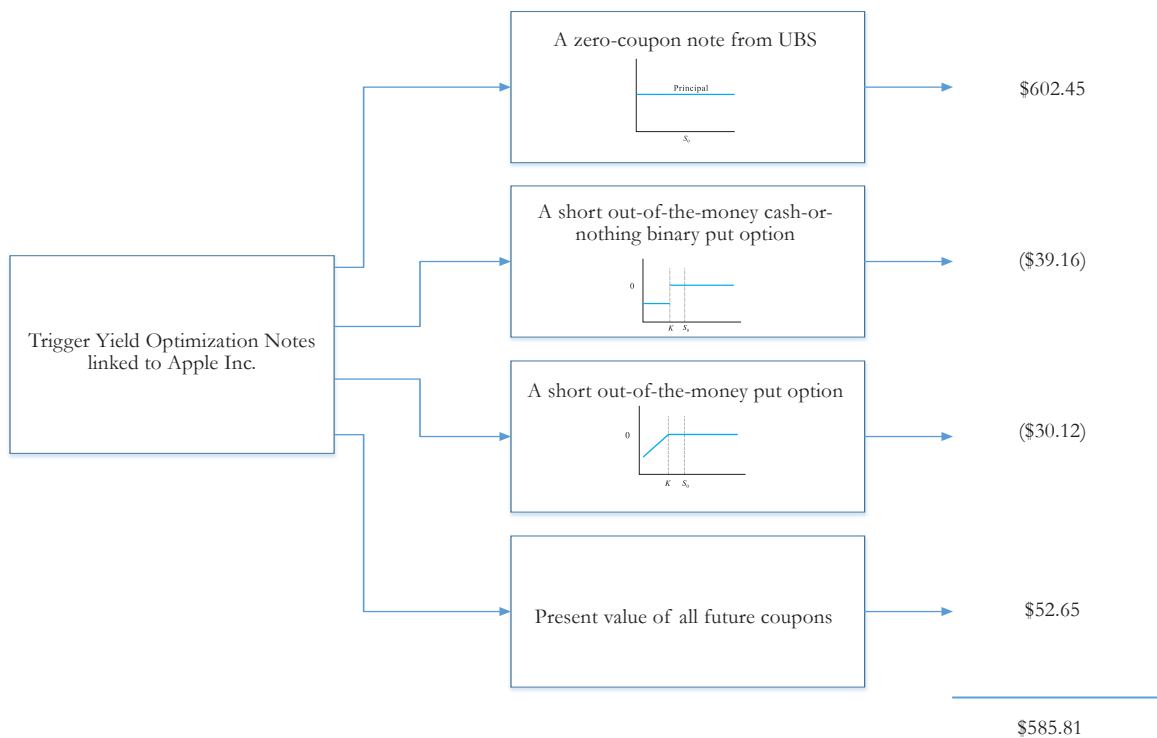 A zero-coupon note from UBS
Principal
S₀
$602.45
A short out-of-the-money cash-or-
nothing binary put option
0
K S₀
($39.16)
Trigger Yield Optimization Notes
linked to Apple Inc.
A short out-of-the-money put option
0
K S₀
($30.12)
Present value of all future coupons
$52.65
$585.81